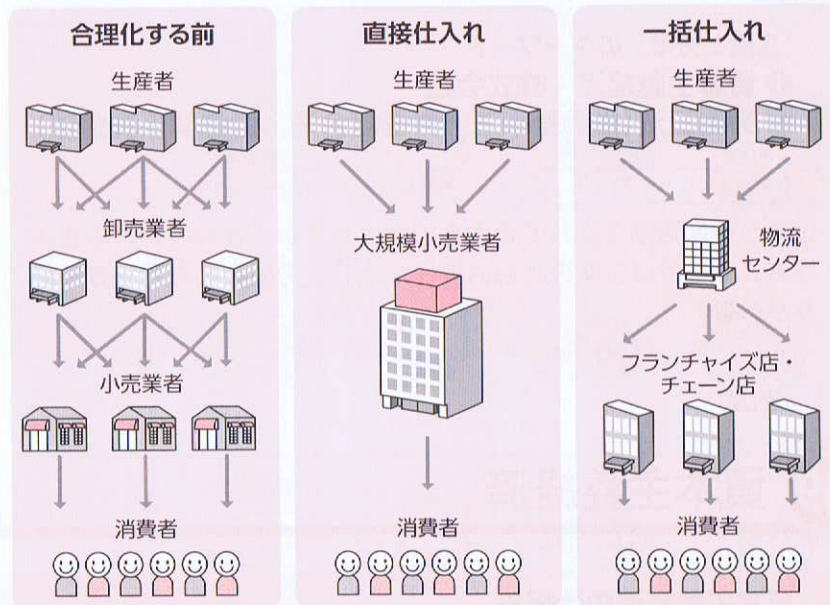 合理化する前
生産者
卸売業者
小売業者
消費者
直接仕入れ
生産者
大規模小売業者
消費者
一括仕入れ
生産者
物流
センター
フランチャイズ店・
チェーン店
消費者